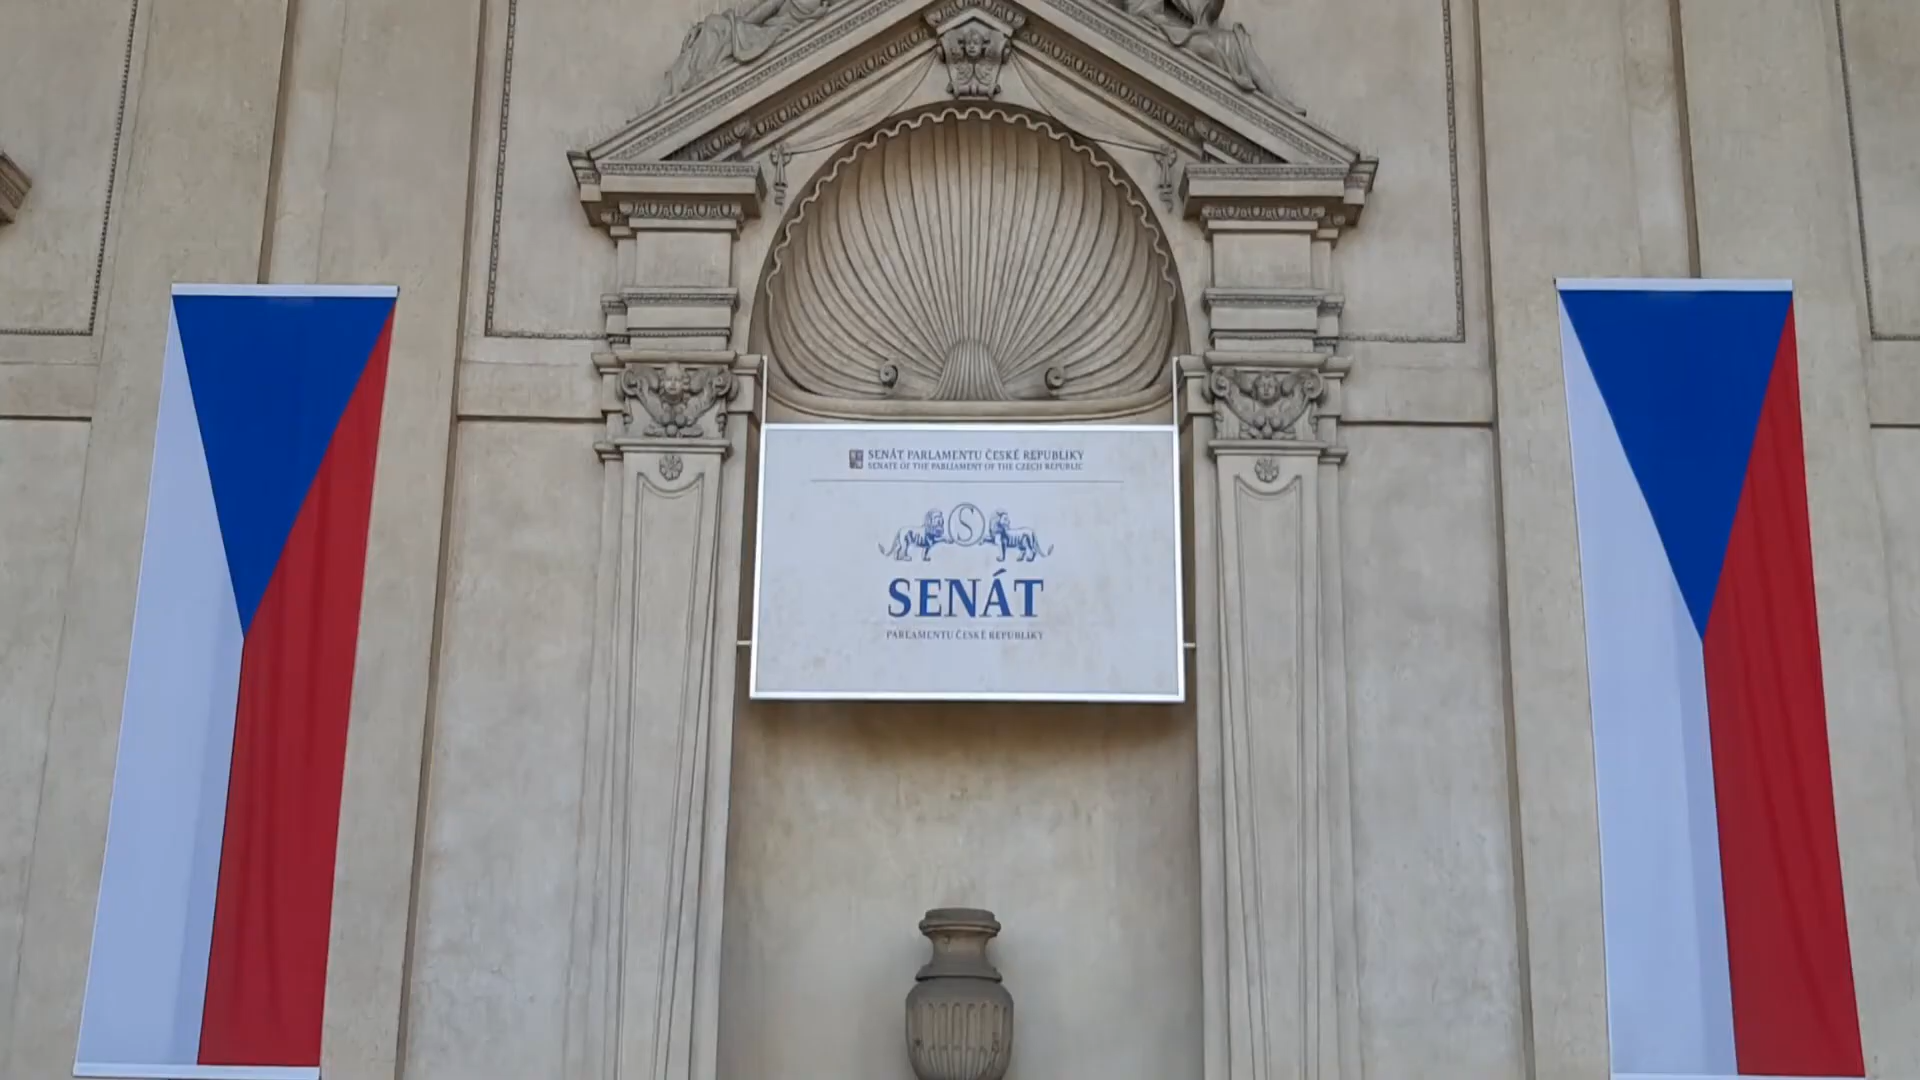 SENÁT PARLAMENTU ČESKÉ REPUBLIKY
SENATE OF THE PARLIAMENT OF THE CZECH REPUBLIC
S
SENÁT
PARLAMENTU ČESKÉ REPUBLIKY